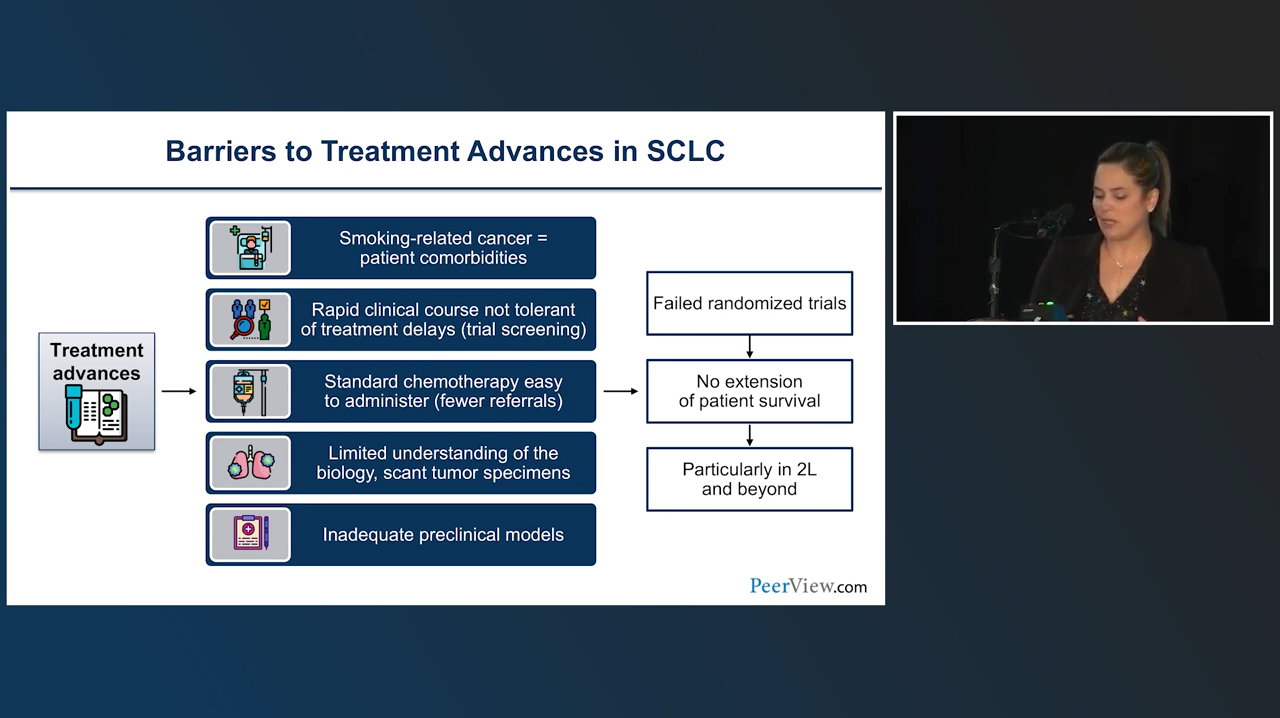 Barriers to Treatment Advances in SCLC
Treatment
advances
Smoking-related cancer =
patient comorbidities
Rapid clinical course not tolerant
of treatment delays (trial screening)
Standard chemotherapy easy
to administer (fewer referrals)
Limited understanding of the
biology, scant tumor specimens
Inadequate preclinical models
Failed randomized trials
No extension
of patient survival
Particularly in 2L
and beyond
PeerView.com